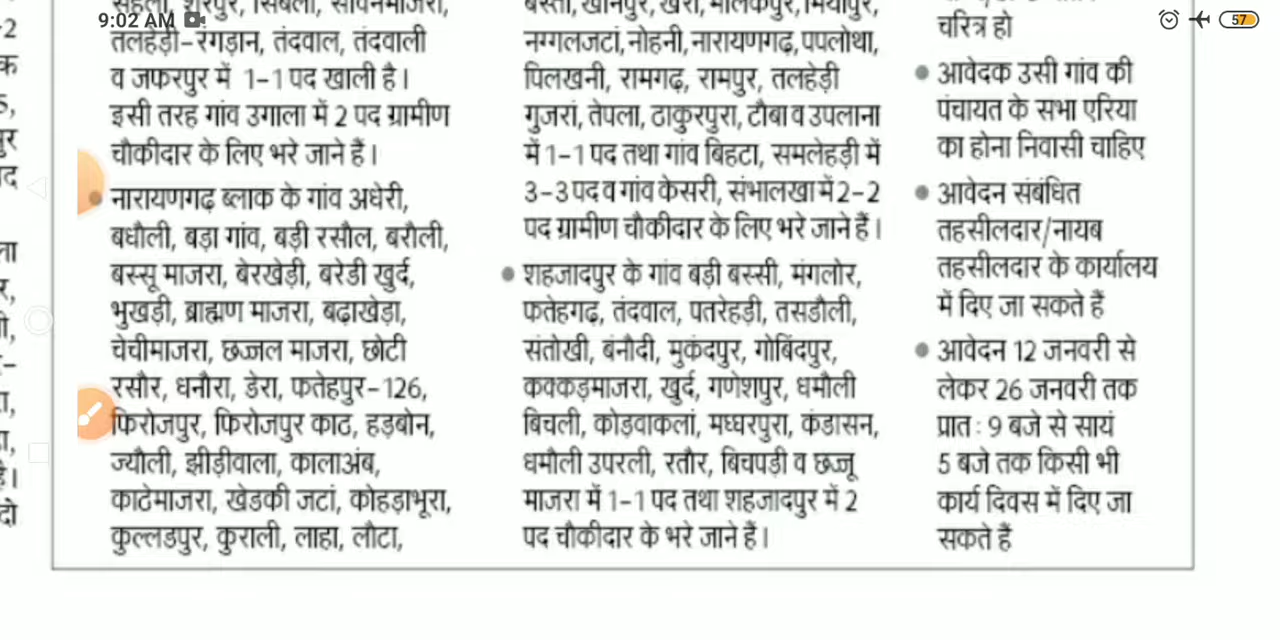 9:02 AM
57
तलहेड़ी-रंगड़ान, तंदवाल, तंदवाली
व जफरपुर में 1-1 पद खाली है।
इसी तरह गांव उगाला में 2 पद ग्रामीण
चौकीदार के लिए भरे जाने हैं।
नारायणगढ़ ब्लाक के गांव अधेरी,
बधौली, बड़ा गांव, बड़ी रसौल, बरौली,
बस्सू माजरा, बेरखेड़ी, बरेडी खुर्द,
भुखड़ी, ब्राह्मण माजरा, बढ़ाखेड़ा,
चेचीमाजरा, छज्जल माजरा, छोटी
रसौर, धनौरा, डेरा, फतेहपुर-126,
फिरोजपुर, फिरोजपुर काठ, हड़बोन,
ज्यौली, झीड़ीवाला, कालाअंब,
काठेमाजरा, खेडकी जटां, कोहड़ाभूरा,
कुल्लडपुर, कुराली, लाहा, लौटा,
नग्गलजटां, नोहनी, नारायणगढ़, पपलोथा,
पिलखनी, रामगढ़, रामपुर, तलहेड़ी
गुजरां, तेपला, ठाकुरपुरा, टौबा व उपलाना
में 1-1 पद तथा गांव बिहटा, समलेहड़ी में
3-3 पद व गांव केसरी, संभालखा में 2-2
पद ग्रामीण चौकीदार के लिए भरे जाने हैं।
शहजादपुर के गांव बड़ी बस्सी, मंगलोर,
फतेहगढ़, तंदवाल, पतरेहड़ी, तसडौली,
संतोखी, बंनौदी, मुकंदपुर, गोबिंदपुर,
कक्कड़माजरा, खुर्द, गणेशपुर, धमौली
बिचली, कोड़वाकलां, मघ्घरपुरा, कंडासन,
धमौली उपरली, रतौर, बिचपड़ी व छज्जू
माजरा में 1-1 पद तथा शहजादपुर में 2
पद चौकीदार के भरे जाने हैं।
चरित्र हो
आवेदक उसी गांव की
पंचायत के सभा एरिया
का होना निवासी चाहिए
आवेदन संबंधित
तहसीलदार/नायब
तहसीलदार के कार्यालय
में दिए जा सकते हैं
आवेदन 12 जनवरी से
लेकर 26 जनवरी तक
प्रात: 9 बजे से सायं
5 बजे तक किसी भी
कार्य दिवस में दिए जा
सकते हैं